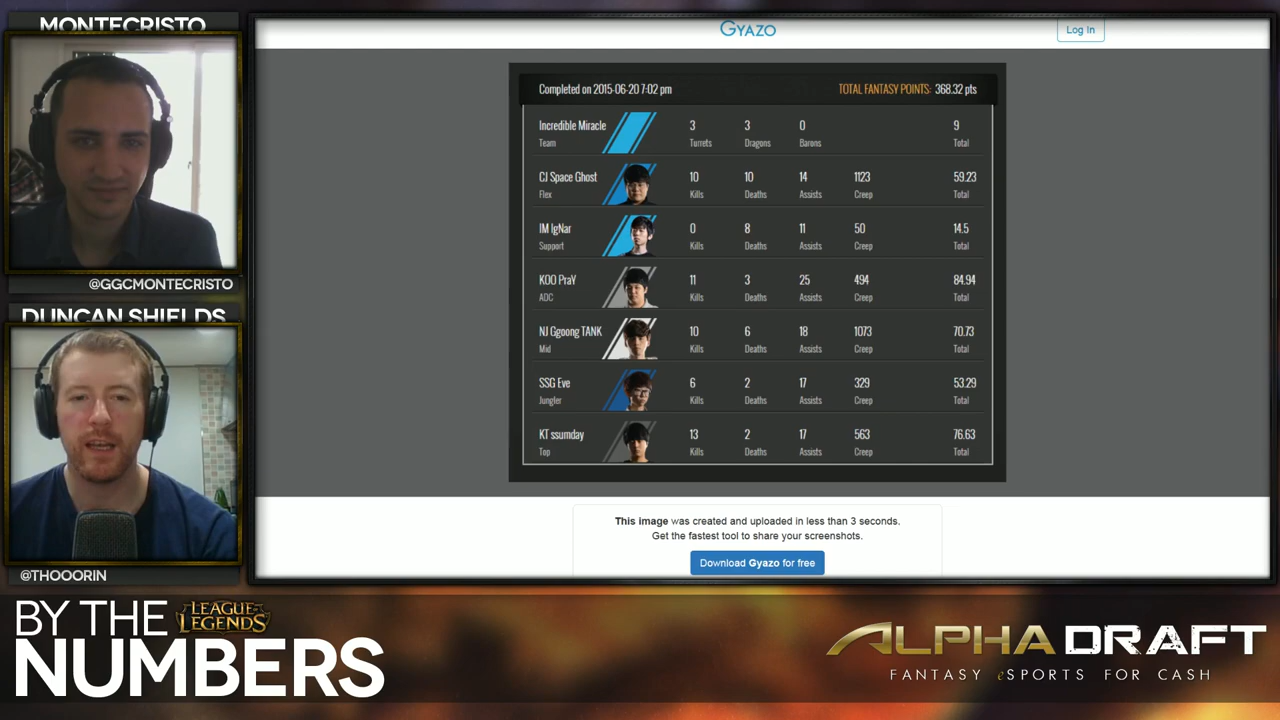 MONTECRISTO
@GGCMONTECRISTO
DUNCAN SHIELDS
@THOOORIN
GYAZO
Log in
Completed on 2015-06-20 7:02 pm
TOTAL FANTASY POINTS: 368.32 pts
Incredible Miracle 3 3 0 9
Team Turrets Dragons Barons Total
CJ Space Ghost 10 10 14 1123 59.23
Flex Kills Deaths Assists Creep Total
IM IgNar 0 8 11 50 14.5
Support Kills Deaths Assists Creep Total
KOO PraY 11 3 25 494 84.94
ADC Kills Deaths Assists Creep Total
NJ Ggoong TANK 10 6 18 1073 70.73
Mid Kills Deaths Assists Creep Total
SSG Eve 6 2 17 329 53.29
Jungler Kills Deaths Assists Creep Total
KT ssumday 13 2 17 563 76.63
Top Kills Deaths Assists Creep Total
This image was created and uploaded in less than 3 seconds.
Get the fastest tool to share your screenshots.
Download Gyazo for free
BY THE LEAGUE OF LEGENDS
NUMBERS
ALPHADRAFT
FANTASY eSPORTS FOR CASH